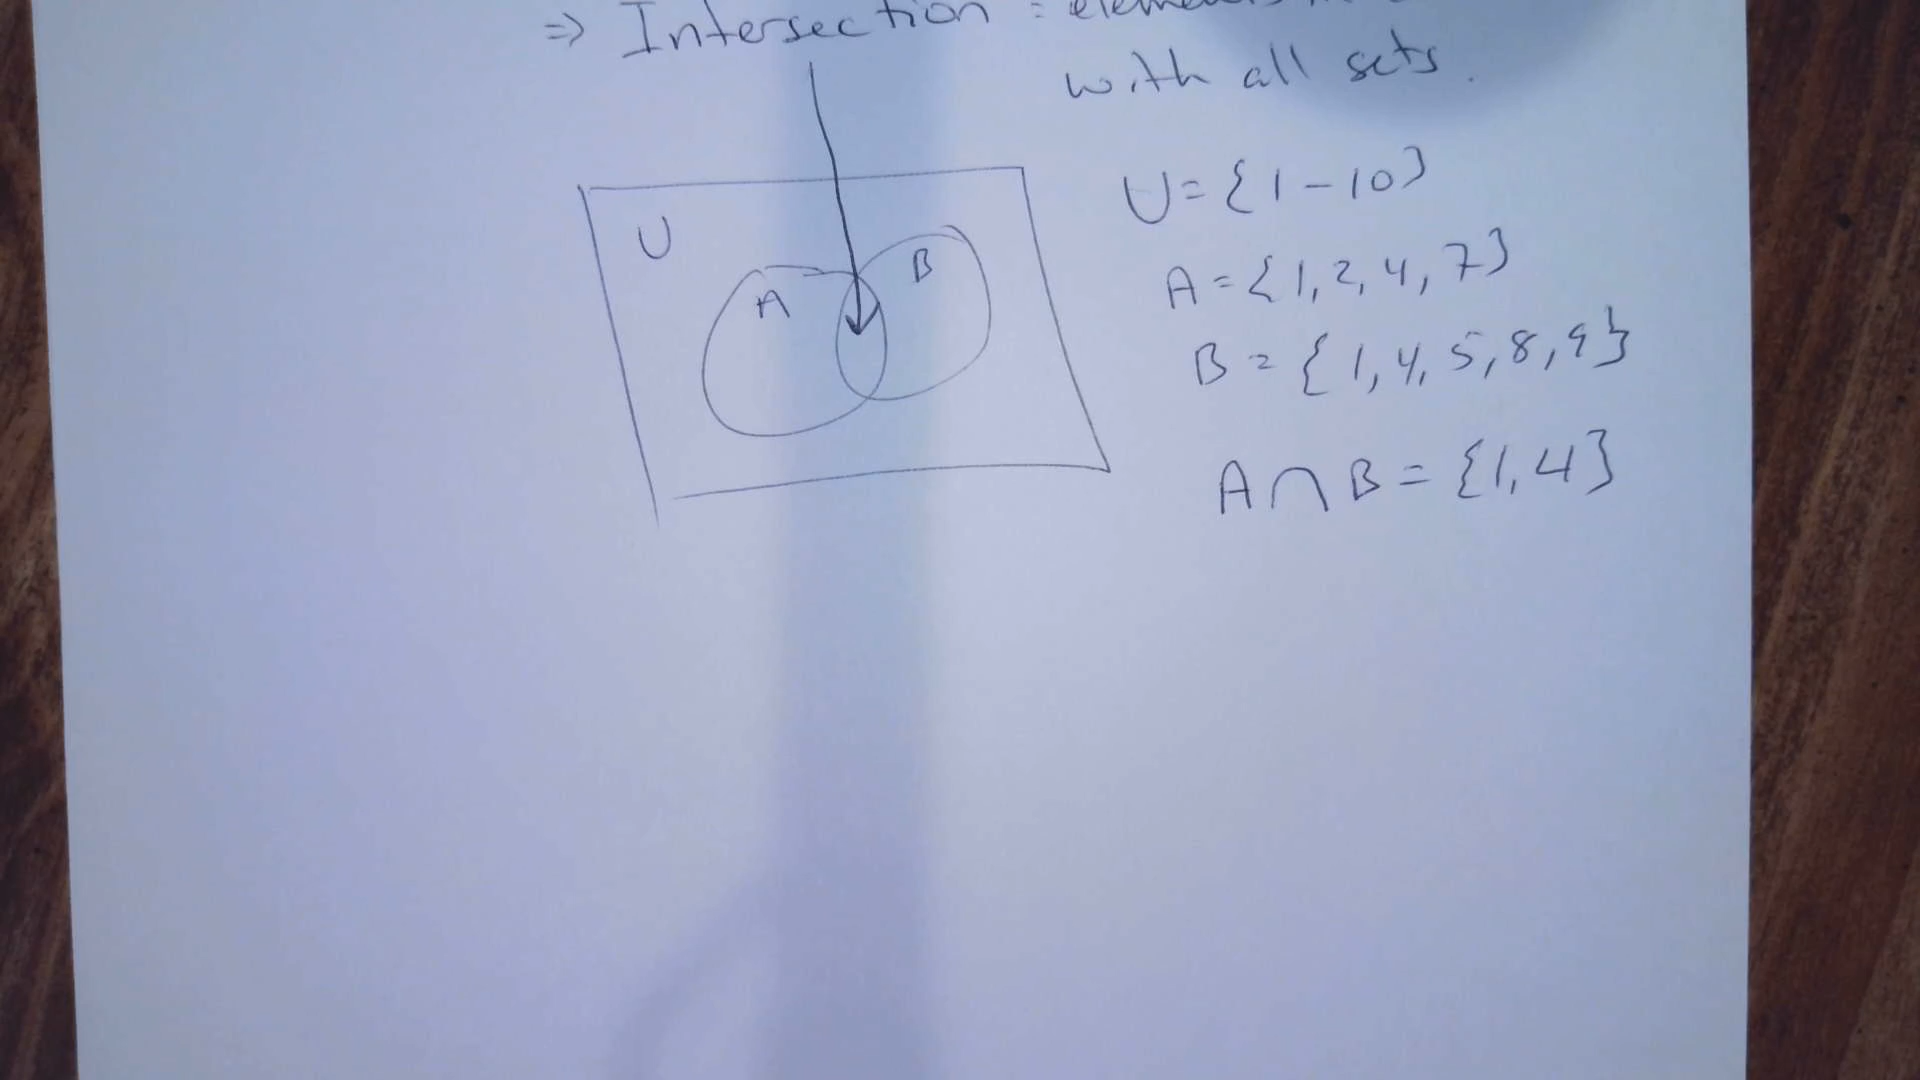 ⇒ Intersection =
with all sets.
U = {1 - 10}
U
A = {1, 2, 4, 7}
A B
B = {1, 4, 5, 8, 9}
A ∩ B = {1, 4}